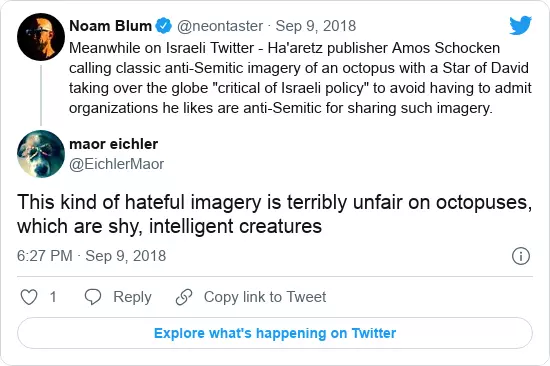 Noam Blum @neontaster · Sep 9, 2018
Meanwhile on Israeli Twitter - Ha'aretz publisher Amos Schocken
calling classic anti-Semitic imagery of an octopus with a Star of David
taking over the globe "critical of Israeli policy" to avoid having to admit
organizations he likes are anti-Semitic for sharing such imagery.
maor eichler
@EichlerMaor
This kind of hateful imagery is terribly unfair on octopuses,
which are shy, intelligent creatures
6:27 PM · Sep 9, 2018
1 Reply Copy link to Tweet
Explore what's happening on Twitter